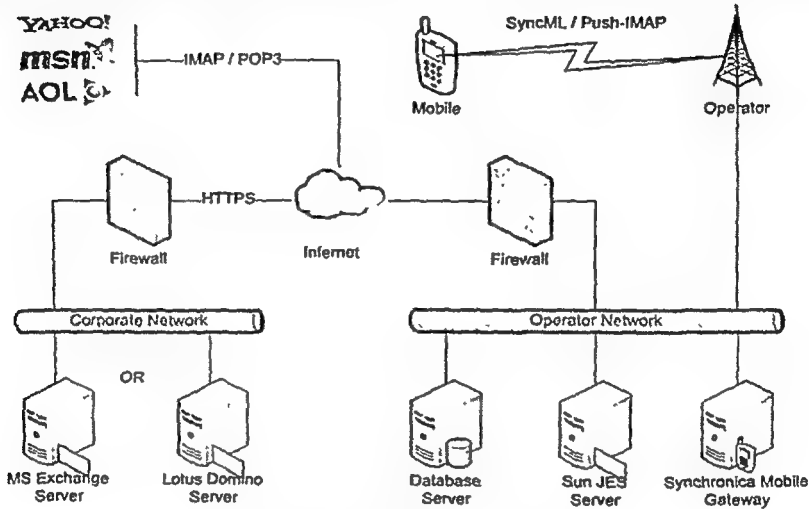 YAHOO!
msn
AOL
IMAP / POP3
SyncML / Push-IMAP
Mobile
Operator
HTTPS
Firewall
Internet
Firewall
Corporate Network
Operator Network
OR
MS Exchange
Server
Lotus Domino
Server
Database
Server
Sun JES
Server
Synchronica Mobile
Gateway